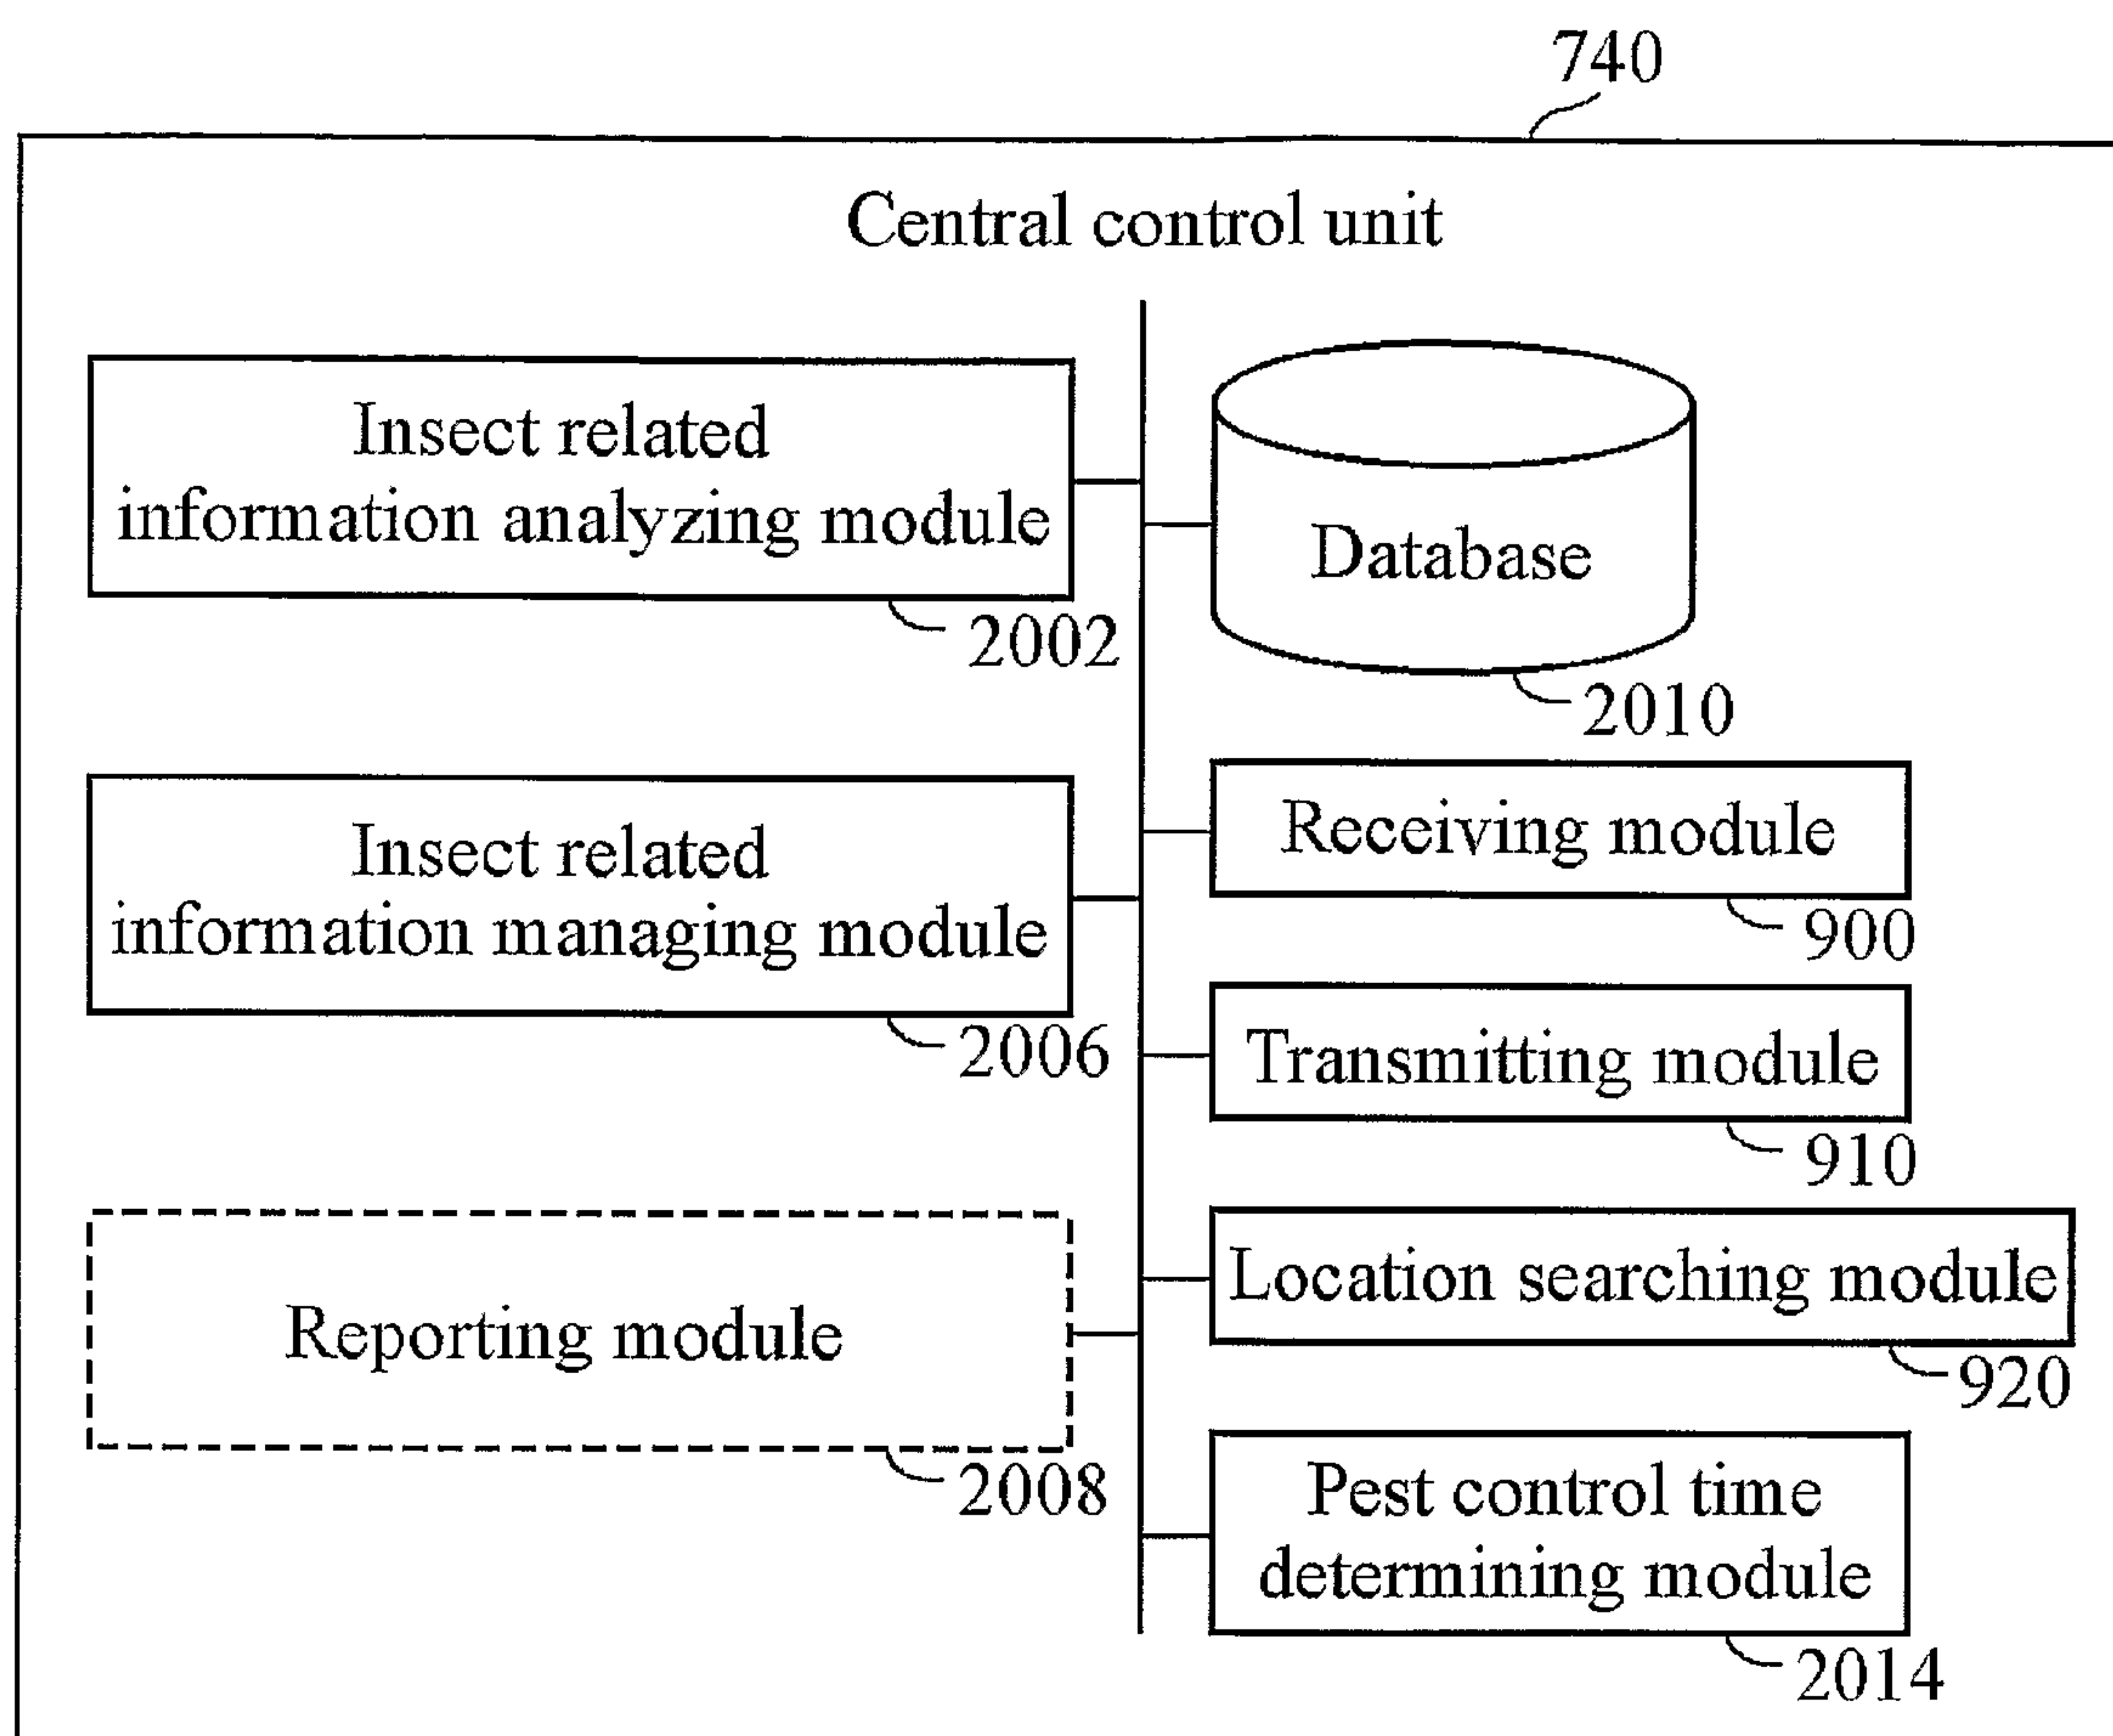 740
Central control unit
Insect related
information analyzing module
2002
Database
2010
Insect related
information managing module
2006
Receiving module
900
Transmitting module
910
Reporting module
2008
Location searching module
920
Pest control time
determining module
2014